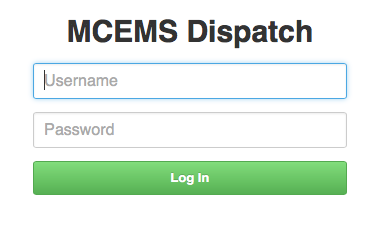 MCEMS Dispatch
Username
Password
Log In